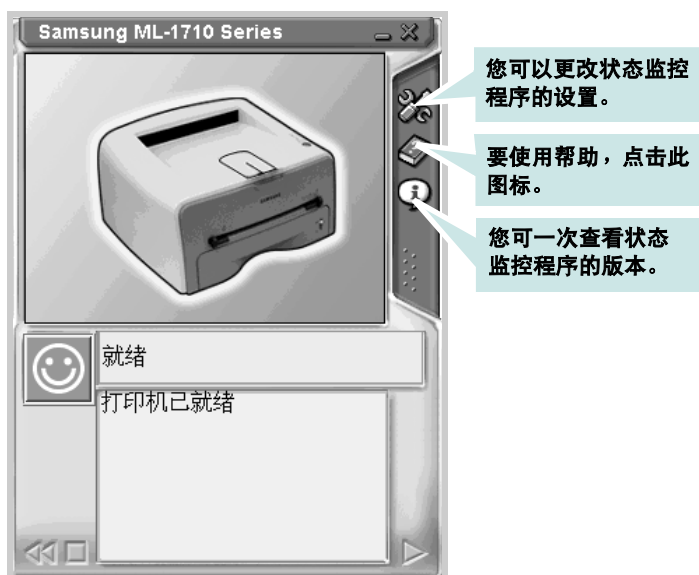 Samsung ML-1710 Series
您可以更改状态监控
程序的设置。
要使用帮助，点击此
图标。
您可一次查看状态
监控程序的版本。
就绪
打印机已就绪